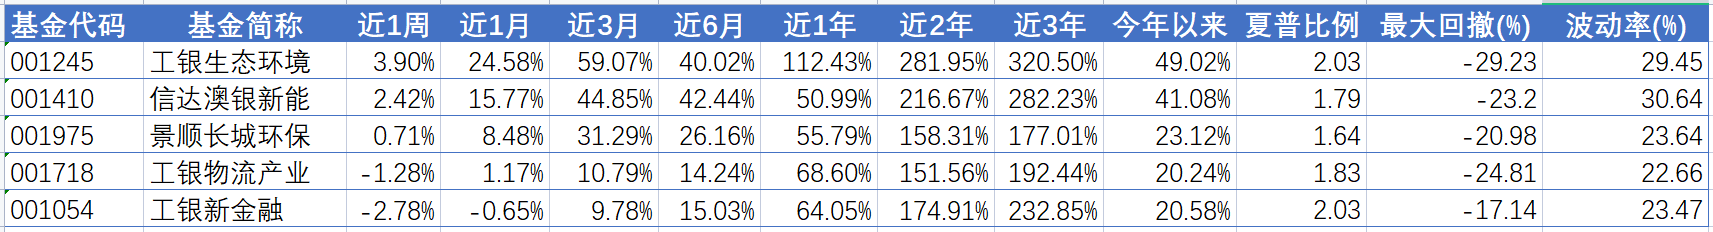 基金代码 基金简称 近1周 近1月 近3月 近6月 近1年 近2年 近3年 今年以来 夏普比例 最大回撤(%) 波动率(%)
001245 工银生态环境 3.90% 24.58% 59.07% 40.02% 112.43% 281.95% 320.50% 49.02% 2.03 -29.23 29.45
001410 信达澳银新能 2.42% 15.77% 44.85% 42.44% 50.99% 216.67% 282.23% 41.08% 1.79 -23.2 30.64
001975 景顺长城环保 0.71% 8.48% 31.29% 26.16% 55.79% 158.31% 177.01% 23.12% 1.64 -20.98 23.64
001718 工银物流产业 -1.28% 1.17% 10.79% 14.24% 68.60% 151.56% 192.44% 20.24% 1.83 -24.81 22.66
001054 工银新金融 -2.78% -0.65% 9.78% 15.03% 64.05% 174.91% 232.85% 20.58% 2.03 -17.14 23.47